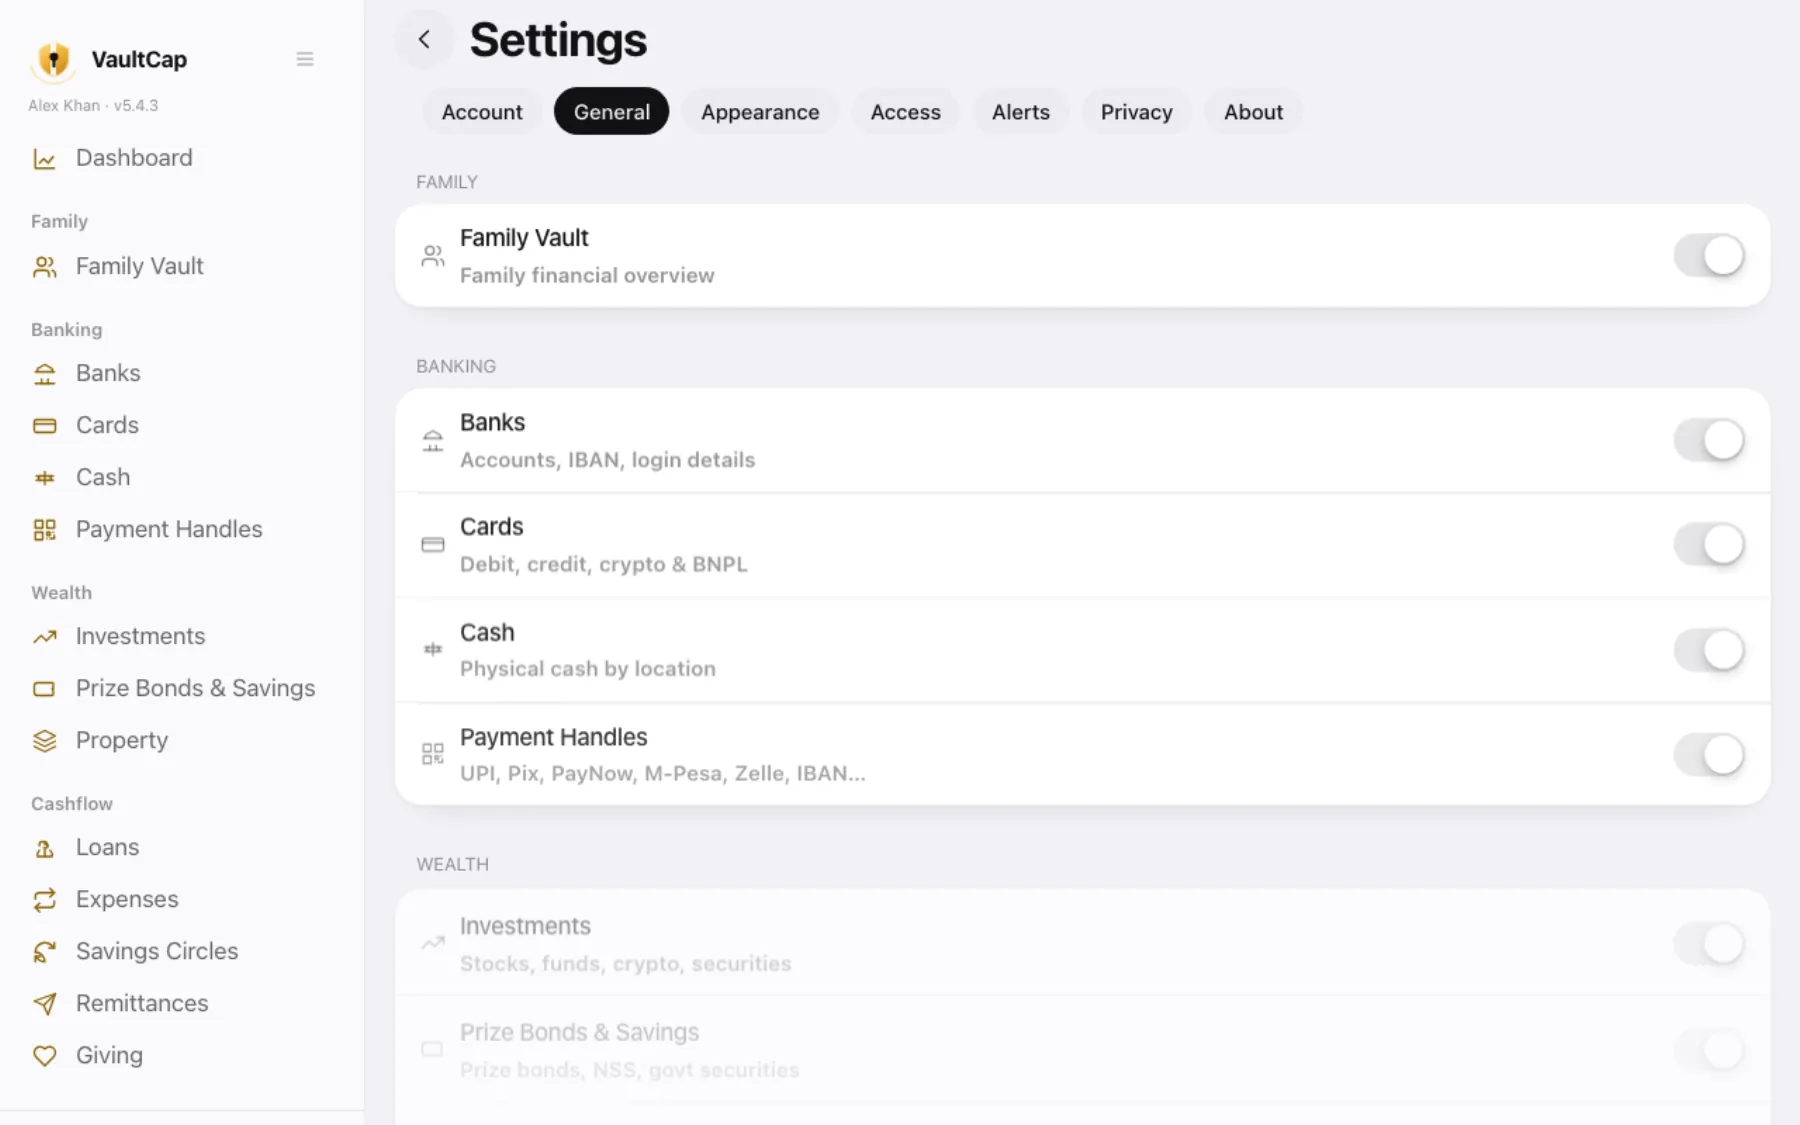 VaultCap
Alex Khan · v5.4.3
Dashboard
Family
Family Vault
Banking
Banks
Cards
Cash
Payment Handles
Wealth
Investments
Prize Bonds & Savings
Property
Cashflow
Loans
Expenses
Savings Circles
Remittances
Giving
Settings
Account General Appearance Access Alerts Privacy About
FAMILY
Family Vault
Family financial overview
BANKING
Banks
Accounts, IBAN, login details
Cards
Debit, credit, crypto & BNPL
Cash
Physical cash by location
Payment Handles
UPI, Pix, PayNow, M-Pesa, Zelle, IBAN...
WEALTH
Investments
Stocks, funds, crypto, securities
Prize Bonds & Savings
Prize bonds, NSS, govt securities